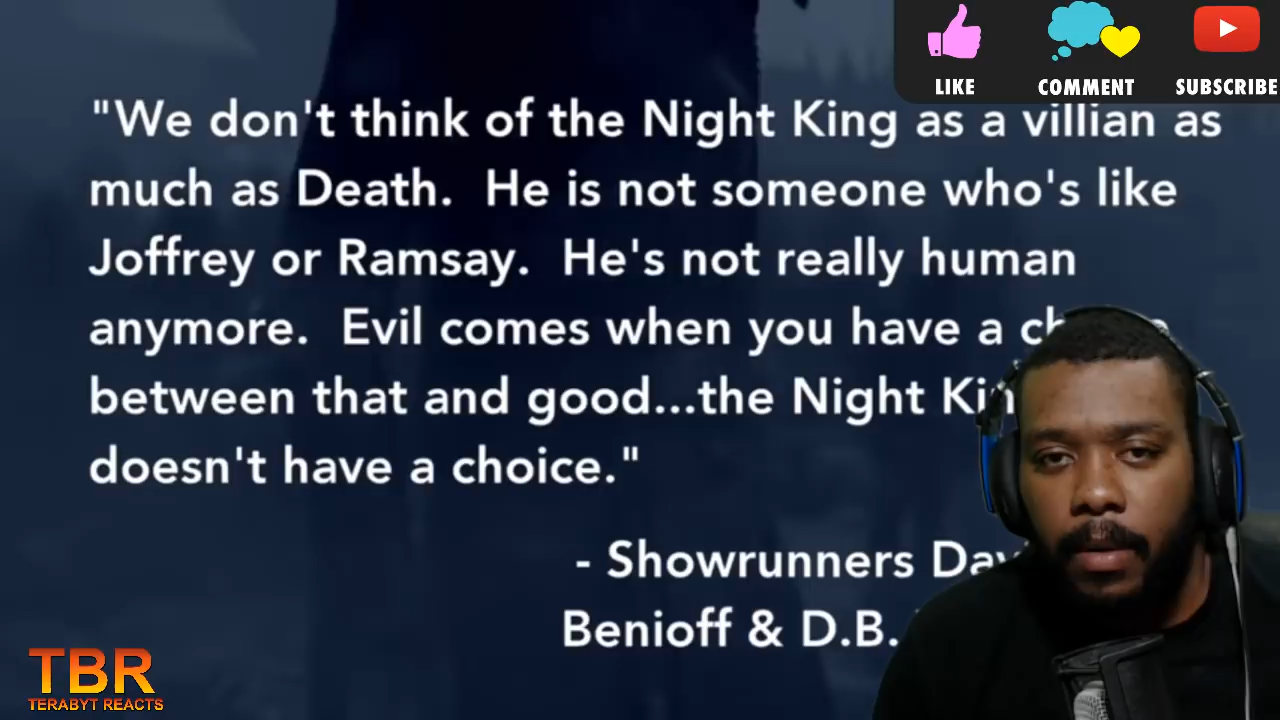 LIKE COMMENT SUBSCRIBE
"We don't think of the Night King as a villian as
much as Death. He is not someone who's like
Joffrey or Ramsay. He's not really human
anymore. Evil comes when you have a
between that and good...the Night
doesn't have a choice."
- Showrunners
Benioff & D.B.
TBR
TERABYT REACTS